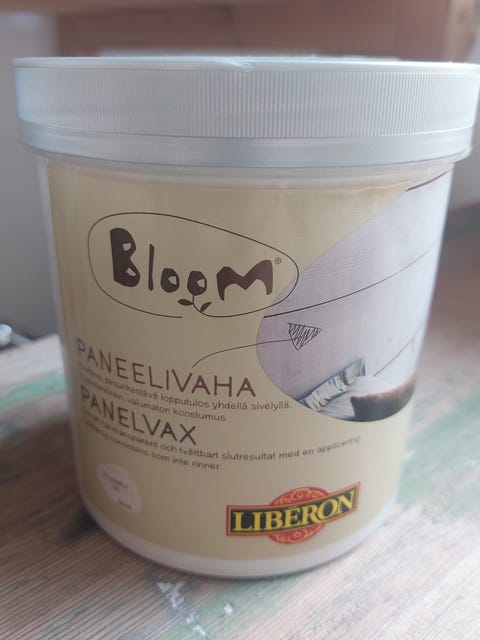 BlooM®
PANEELIVAHA
pesunkestävä lopputulos yhdellä sivelyllä.
valumaton koostumus.
PANELVAX
och tvättbart slutresultat med en applicering.
konsistens som inte rinner.
LIBERON